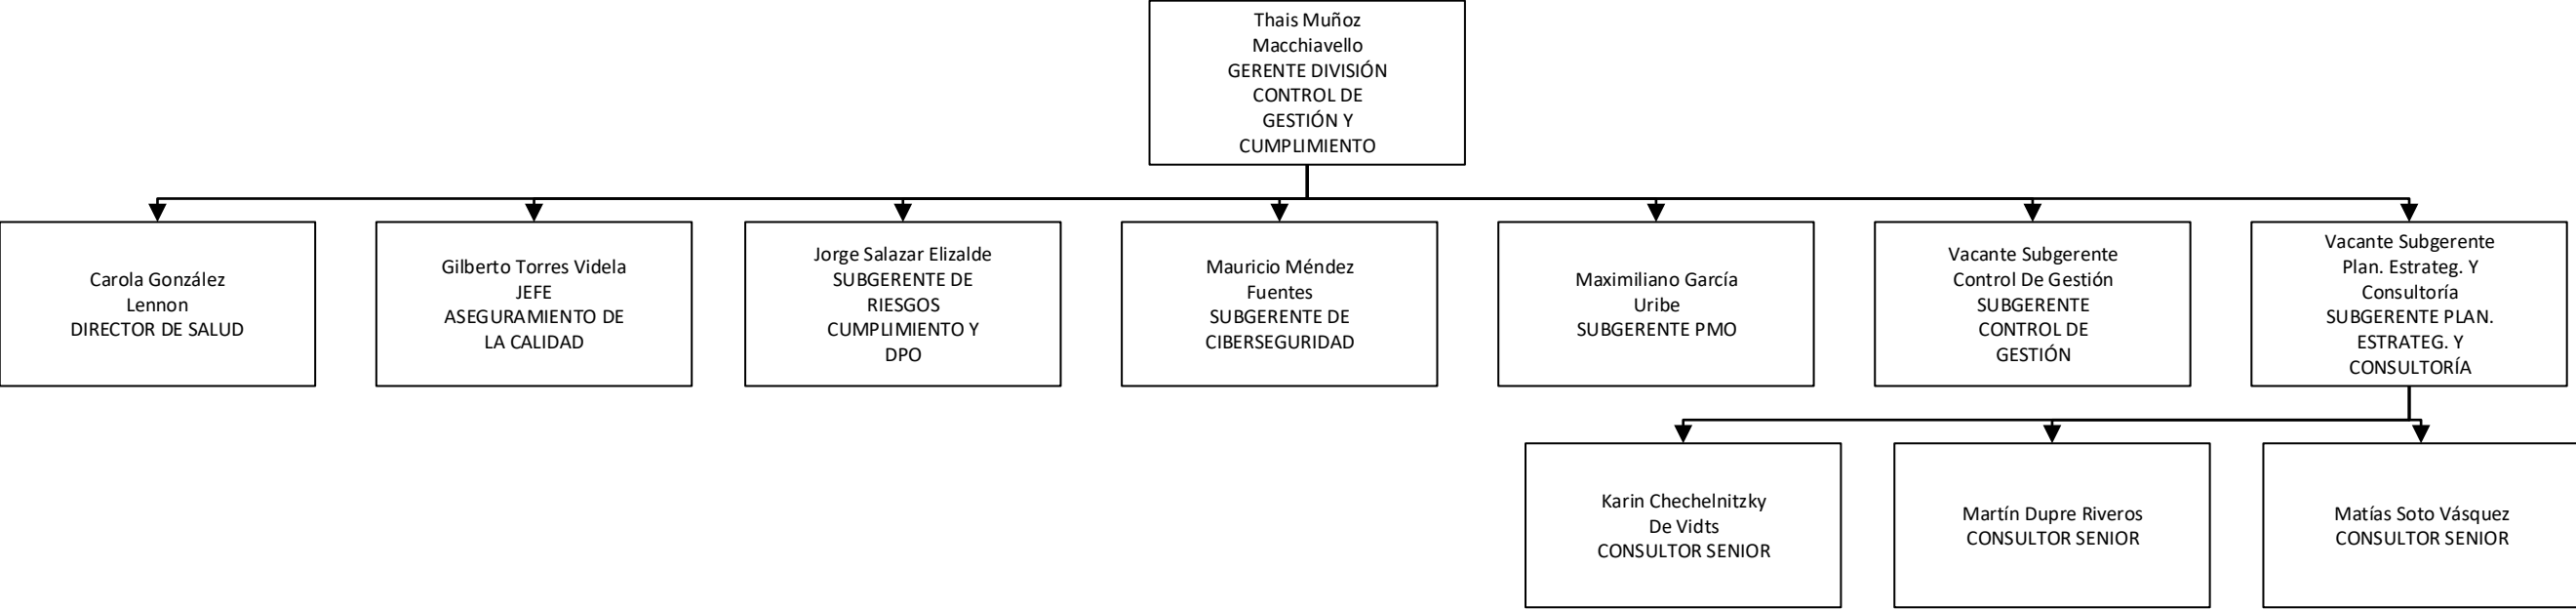 Thais Muñoz
Macchiavello
GERENTE DIVISIÓN
CONTROL DE
GESTIÓN Y
CUMPLIMIENTO
Carola González
Lennon
DIRECTOR DE SALUD
Gilberto Torres Videla
JEFE
ASEGURAMIENTO DE
LA CALIDAD
Jorge Salazar Elizalde
SUBGERENTE DE
RIESGOS
CUMPLIMIENTO Y
DPO
Mauricio Méndez
Fuentes
SUBGERENTE DE
CIBERSEGURIDAD
Maximiliano García
Uribe
SUBGERENTE PMO
Vacante Subgerente
Control De Gestión
SUBGERENTE
CONTROL DE
GESTIÓN
Vacante Subgerente
Plan. Estrateg. Y
Consultoría
SUBGERENTE PLAN.
ESTRATEG. Y
CONSULTORÍA
Karin Chechelnitzky
De Vidts
CONSULTOR SENIOR
Martín Dupre Riveros
CONSULTOR SENIOR
Matías Soto Vásquez
CONSULTOR SENIOR